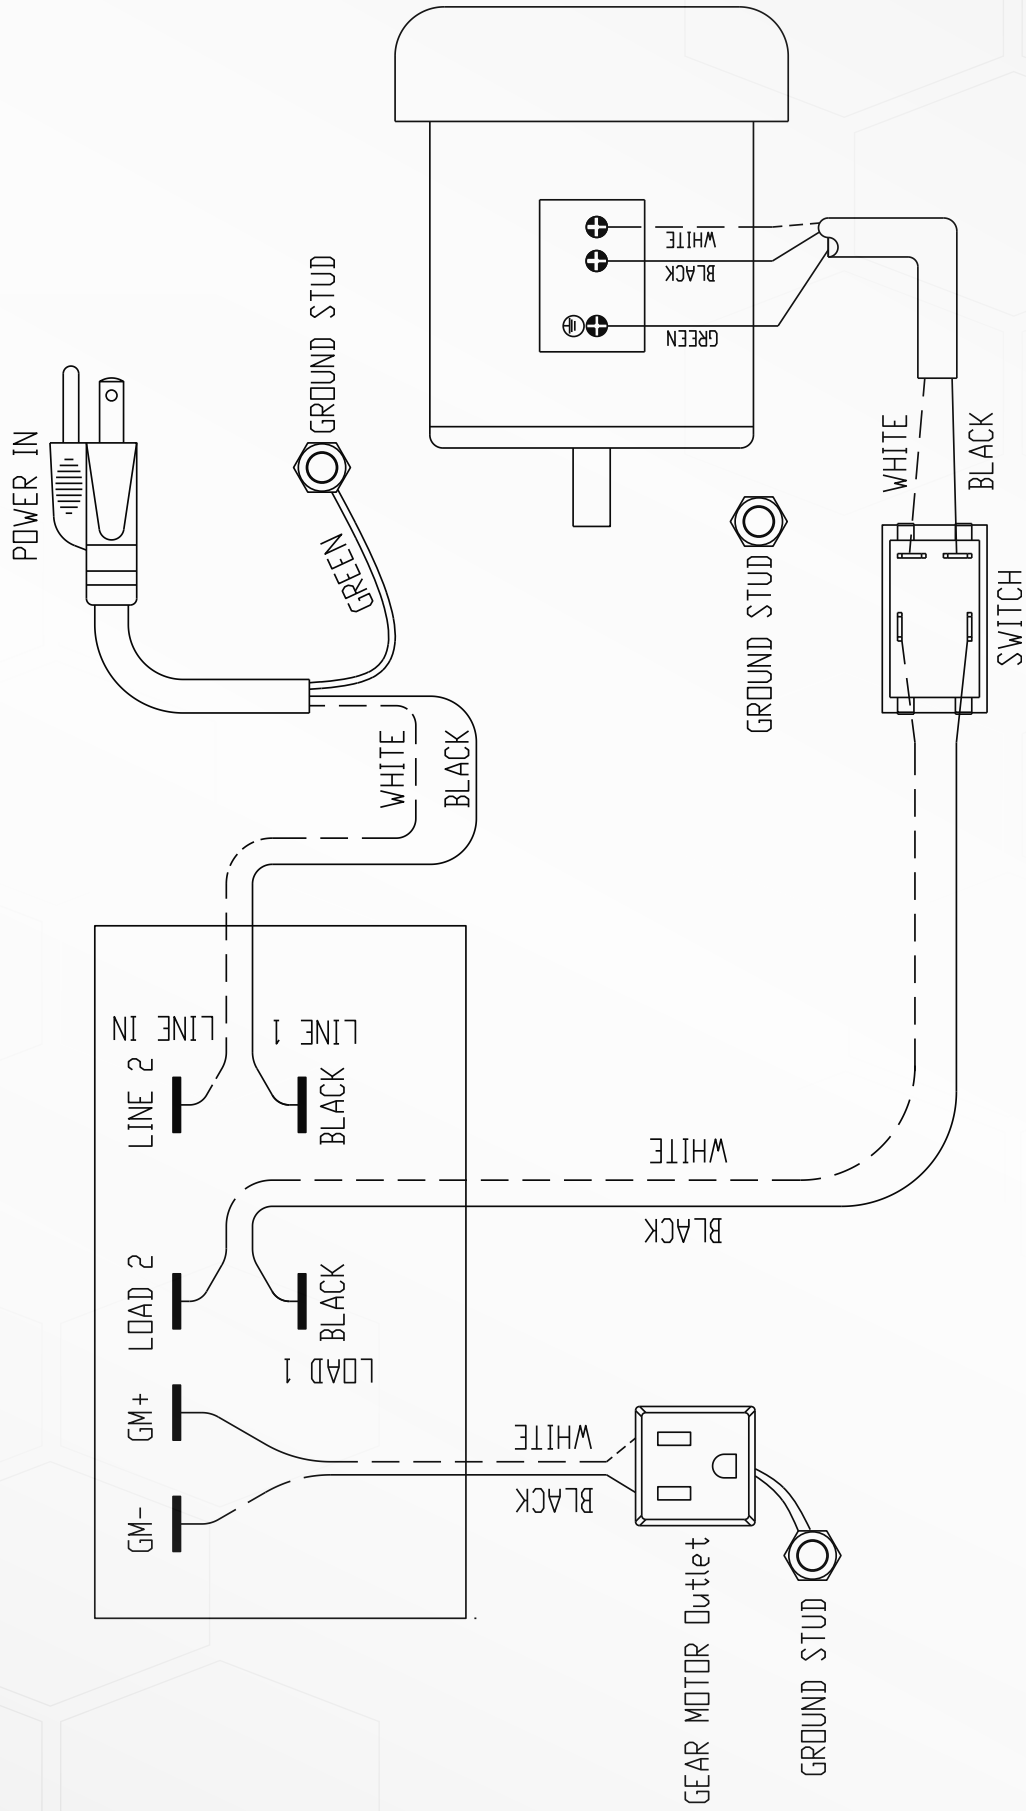 POWER IN
GROUND STUD
GREEN
WHITE
BLACK
GREEN
WHITE
BLACK
WHITE
BLACK
SWITCH
GROUND STUD
LINE IN
LINE 1
LINE 2
BLACK
WHITE
BLACK
LOAD 2
BLACK
LOAD 1
GM+
GM-
WHITE
BLACK
GEAR MOTOR Outlet
GROUND STUD